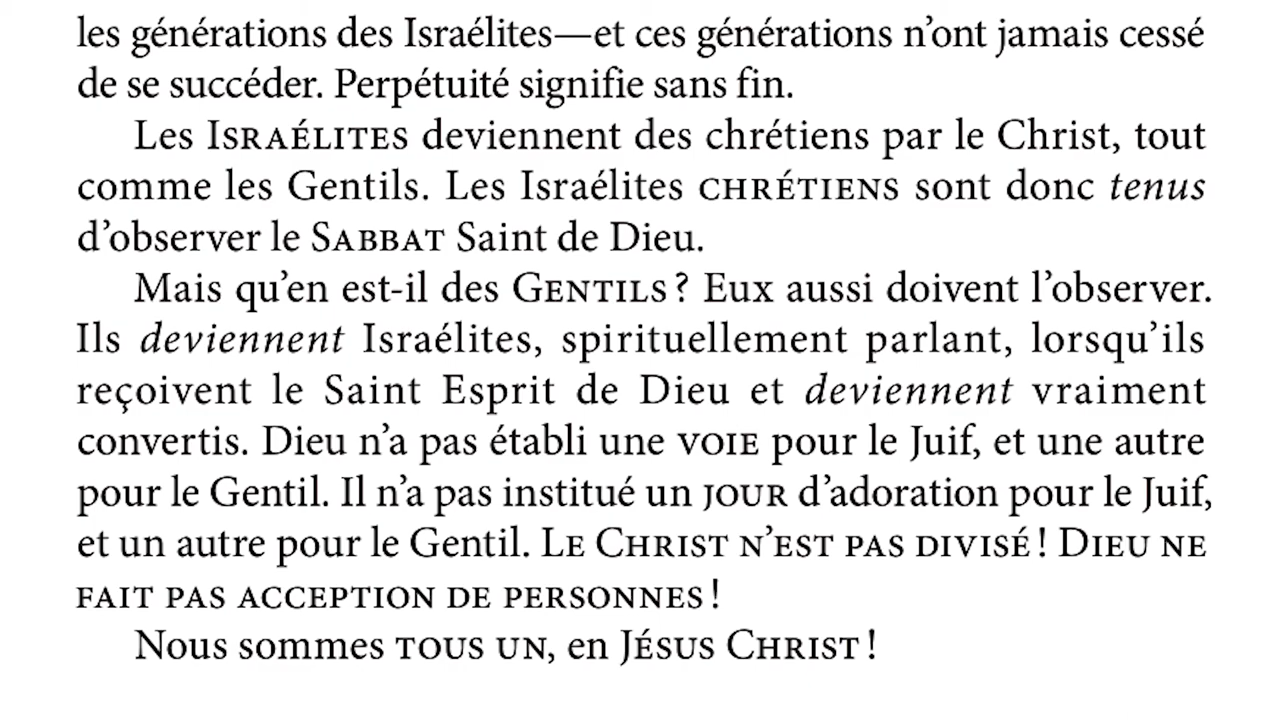 les générations des Israélites—et ces générations n’ont jamais cessé
de se succéder. Perpétuité signifie sans fin.
Les Israélites deviennent des chrétiens par le Christ, tout
comme les Gentils. Les Israélites chrétiens sont donc tenus
d’observer le Sabbat Saint de Dieu.
Mais qu’en est-il des Gentils ? Eux aussi doivent l’observer.
Ils deviennent Israélites, spirituellement parlant, lorsqu’ils
reçoivent le Saint Esprit de Dieu et deviennent vraiment
convertis. Dieu n’a pas établi une voie pour le Juif, et une autre
pour le Gentil. Il n’a pas institué un jour d’adoration pour le Juif,
et un autre pour le Gentil. Le Christ n’est pas divisé ! Dieu ne
fait pas acception de personnes !
Nous sommes tous un, en Jésus Christ !